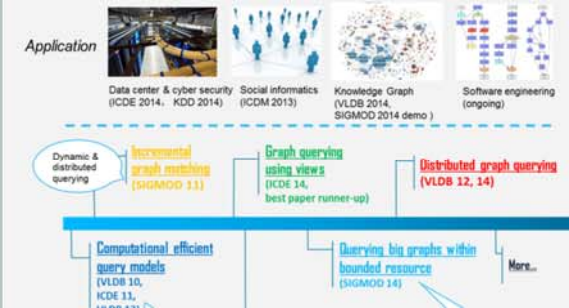 Application
Data center & cyber security
(ICDE 2014, KDD 2014)
Social informatics
(ICDM 2013)
Knowledge Graph
(VLDB 2014,
SIGMOD 2014 demo )
Software engineering
(ongoing)
Dynamic &
distributed
querying
Incremental
graph matching
(SIGMOD 11)
Graph querying
using views
(ICDE 14,
best paper runner-up)
Distributed graph querying
(VLDB 12, 14)
Computational efficient
query models
(VLDB 10,
ICDE 11,
Querying big graphs within
bounded resource
(SIGMOD 14)
More...